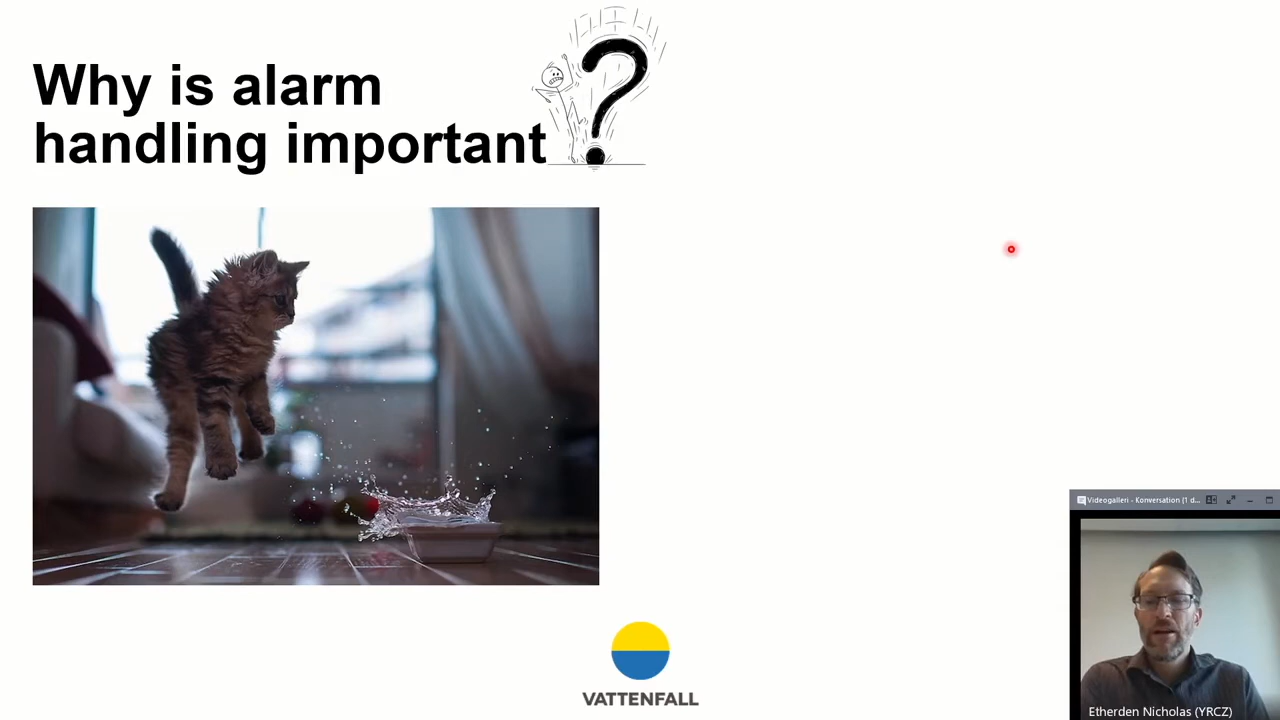 Why is alarm
handling important
?
VATTENFALL
Videogalleri - Konversation (1 d...
Etherden Nicholas (YRCZ)